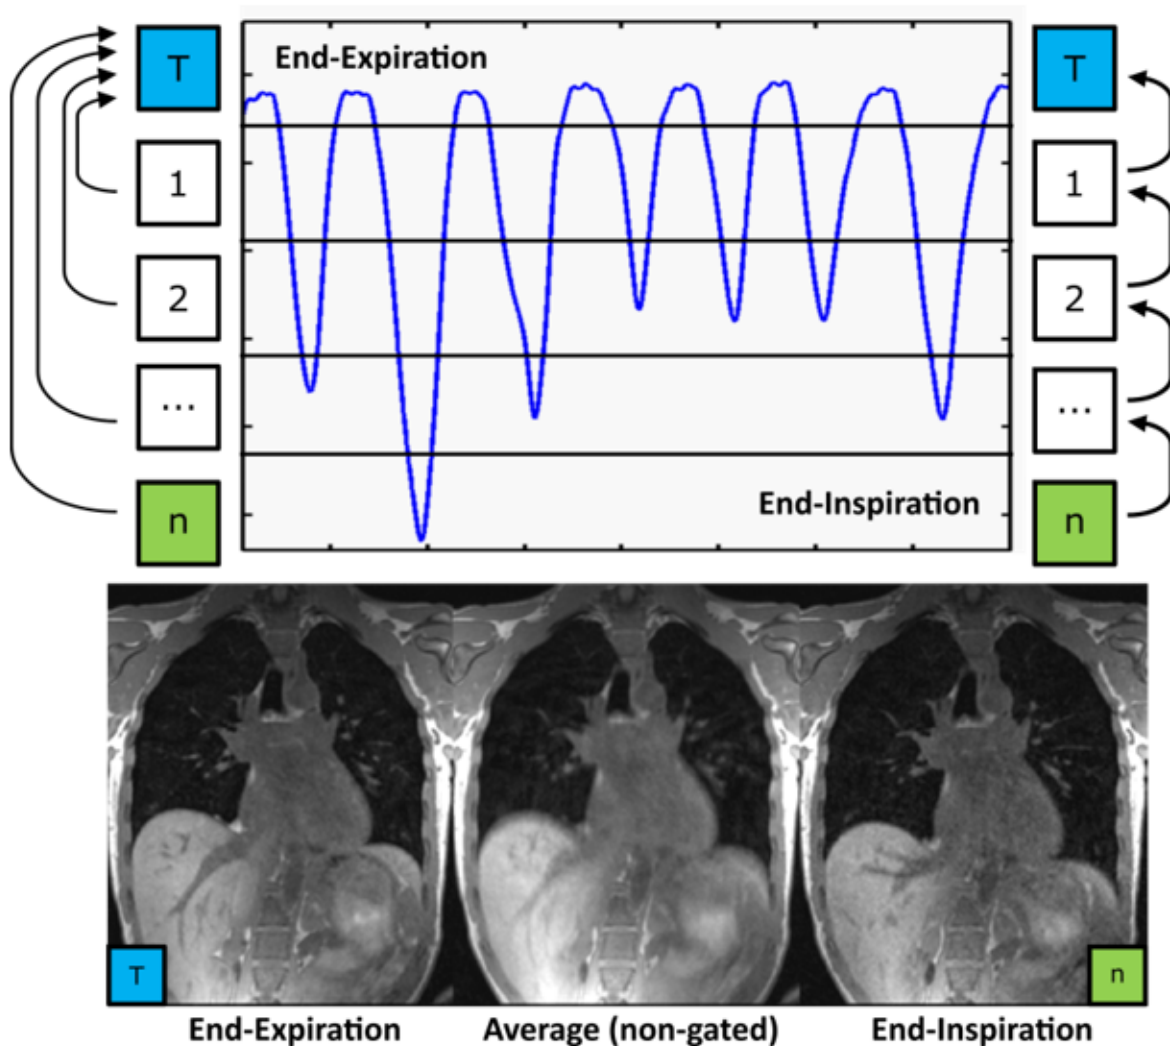 T
End-Expiration
T
1
1
2
2
...
...
n
End-Inspiration
n
T
n
End-Expiration
Average (non-gated)
End-Inspiration